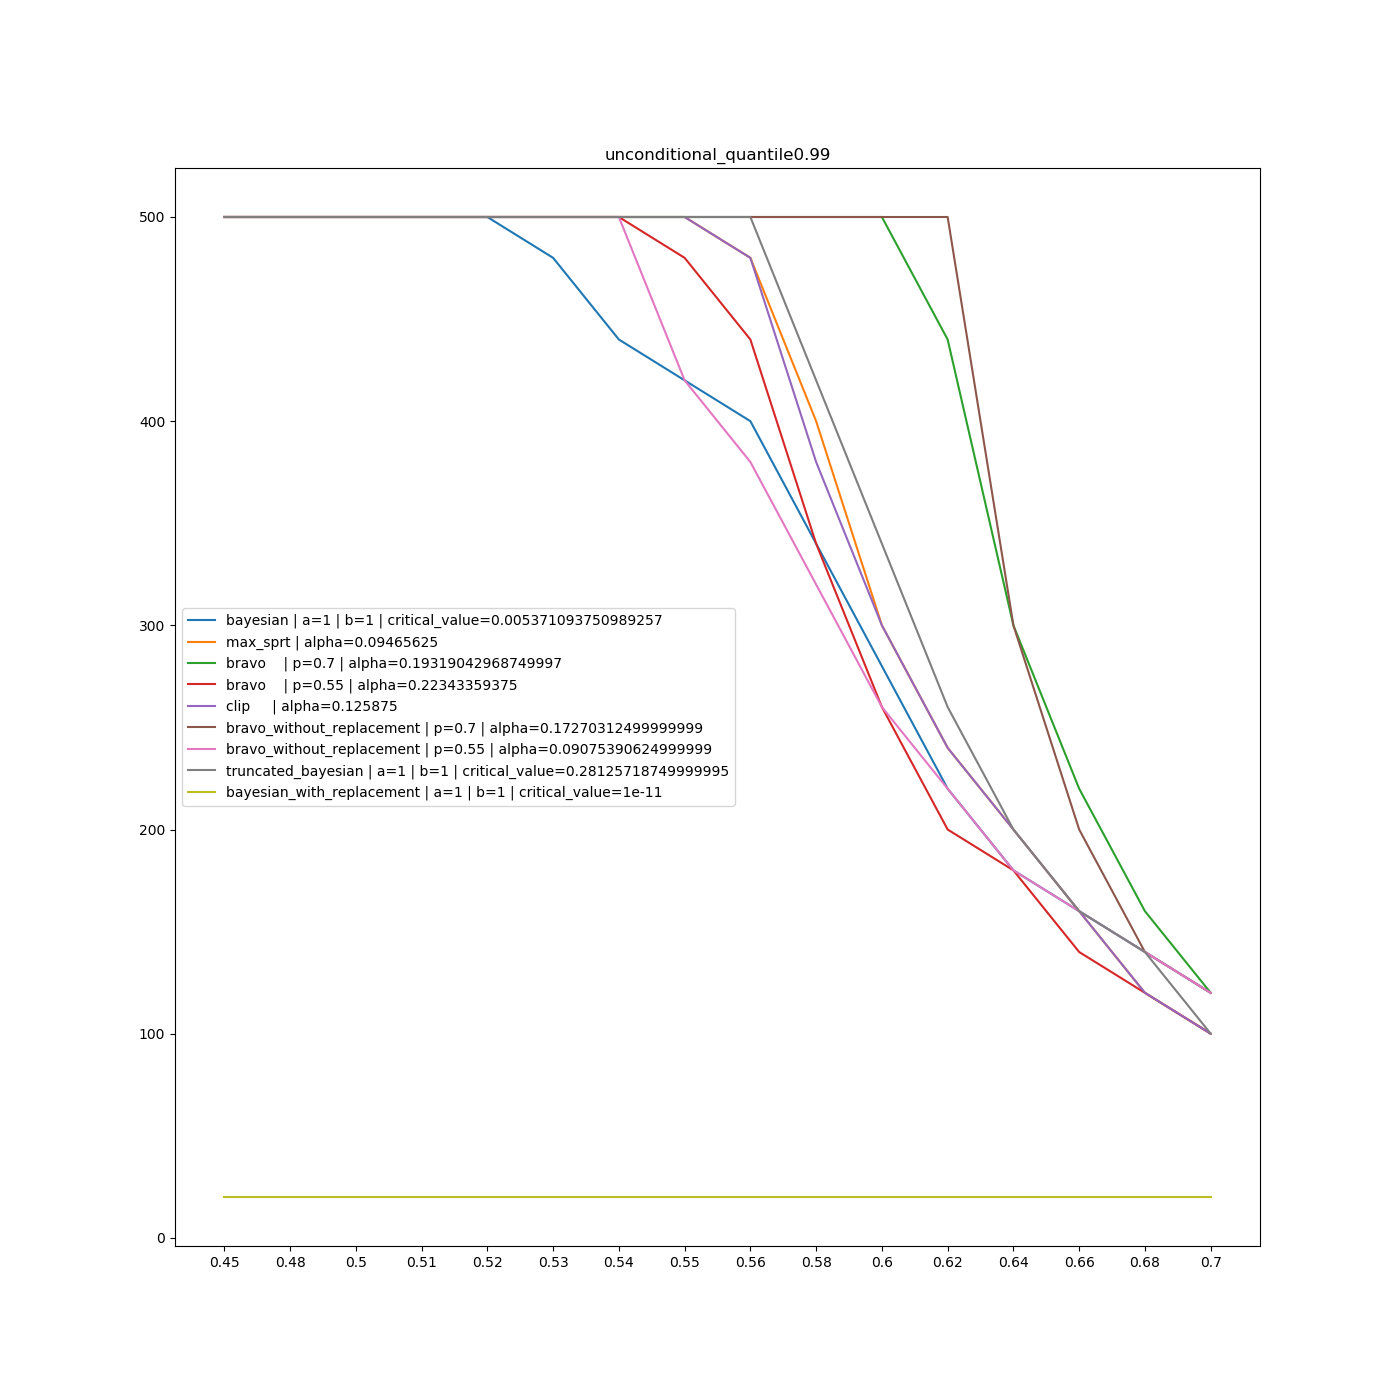 unconditional_quantile0.99
500
400
300
200
100
0
bayesian | a=1 | b=1 | critical_value=0.005371093750989257
max_sprt | alpha=0.09465625
bravo    | p=0.7 | alpha=0.19319042968749997
bravo    | p=0.55 | alpha=0.22343359375
clip     | alpha=0.125875
bravo_without_replacement | p=0.7 | alpha=0.17270312499999999
bravo_without_replacement | p=0.55 | alpha=0.09075390624999999
truncated_bayesian | a=1 | b=1 | critical_value=0.28125718749999995
bayesian_with_replacement | a=1 | b=1 | critical_value=1e-11
0.45 0.48 0.5 0.51 0.52 0.53 0.54 0.55 0.56 0.58 0.6 0.62 0.64 0.66 0.68 0.7